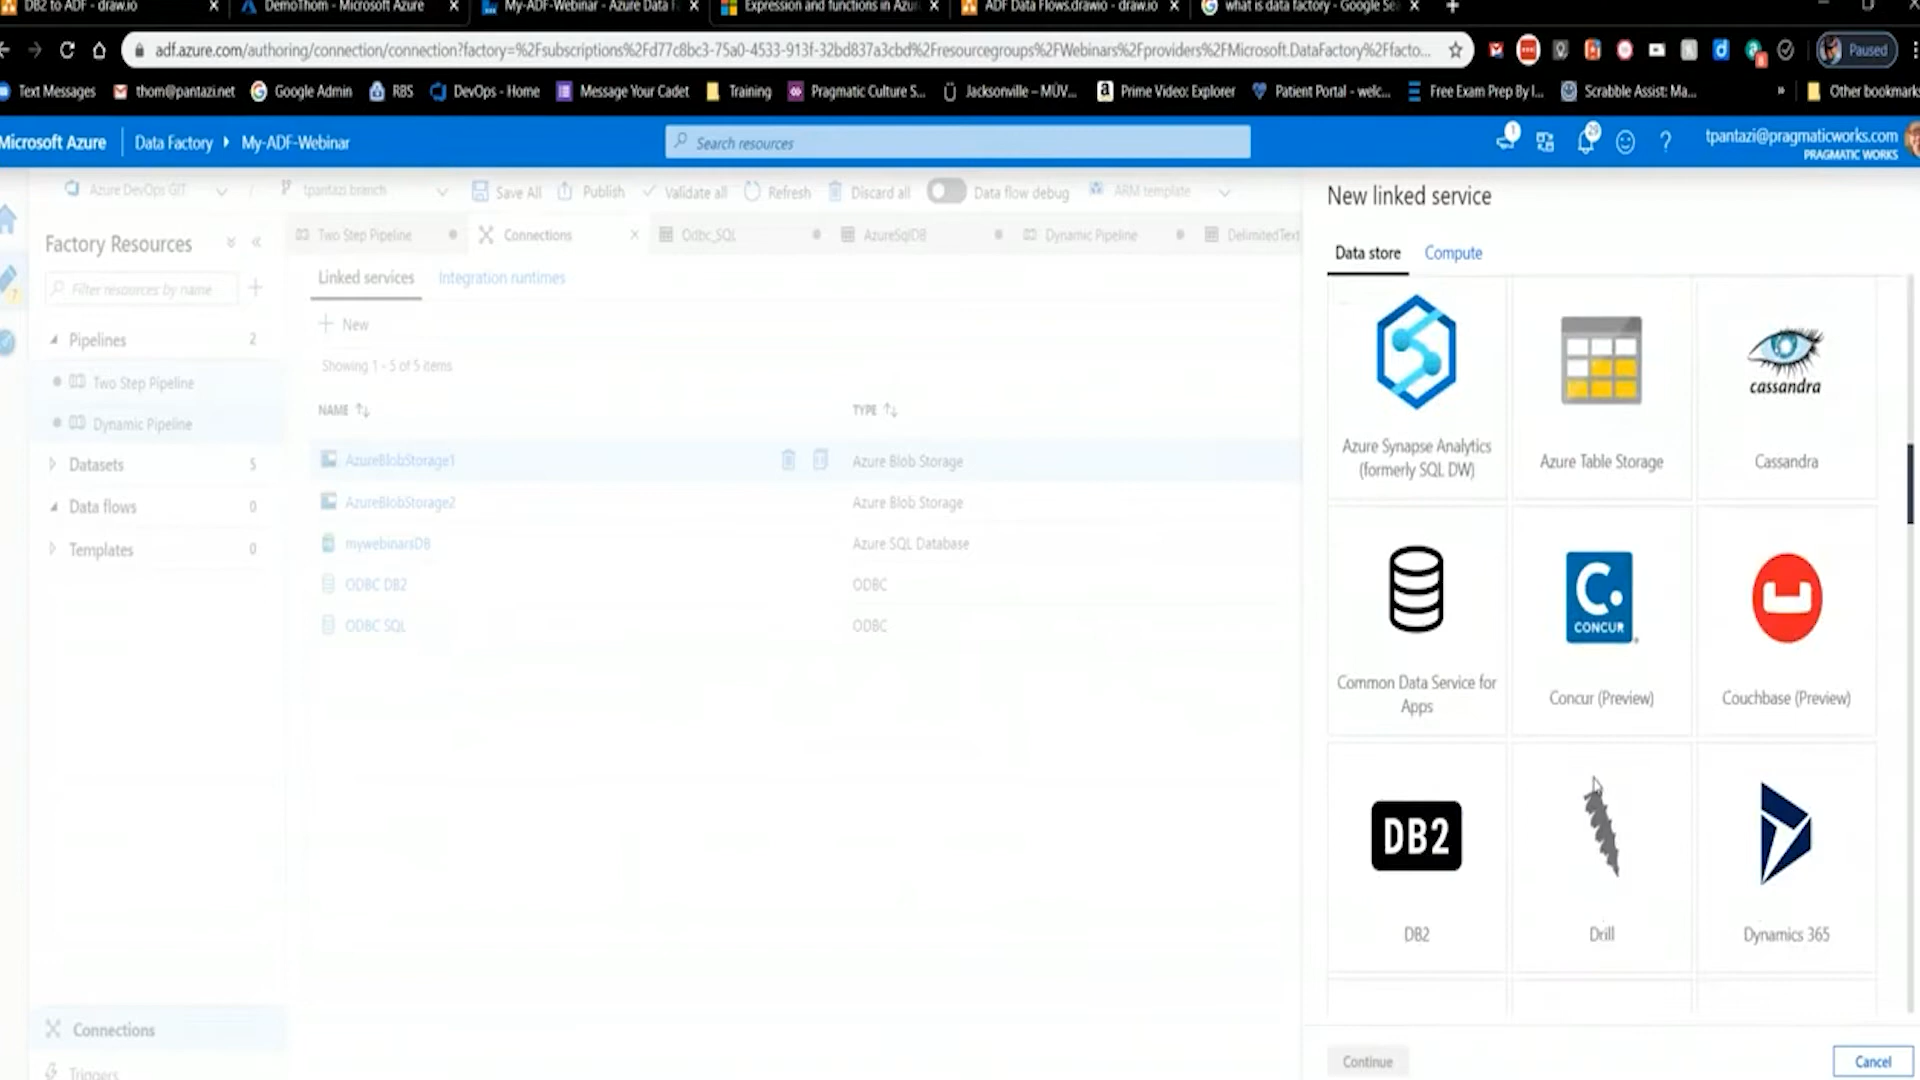 DB2 to ADF - draw.io
DemoThom - Microsoft Azure
My-ADF-Webinar - Azure Data F
Expression and functions in Azur
ADF Data Flows.drawio - draw.io
what is data factory - Google Se
adf.azure.com/authoring/connection/connection?factory=%2Fsubscriptions%2Fd77c8bc3-75a0-4533-913f-32bd837a3cbd%2Fresourcegroups%2FWebinars%2Fproviders%2FMicrosoft.DataFactory%2Ffacto...
Paused
Text Messages
thom@pantazi.net
Google Admin
RBS
DevOps - Home
Message Your Cadet
Training
Pragmatic Culture S...
Jacksonville – MÜV...
Prime Video: Explorer
Patient Portal - welc...
Free Exam Prep By I...
Scrabble Assist: Ma...
»
Other bookmarks
Microsoft Azure
Data Factory
My-ADF-Webinar
Search resources
1
29
?
tpantazi@pragmaticworks.com
PRAGMATIC WORKS
Azure DevOps GIT
/
tpantazi branch
Save All
Publish
Validate all
Refresh
Discard all
Data flow debug
ARM template
New linked service
Two Step Pipeline
Connections
Odbc_SQL
AzureSqlDB
Dynamic Pipeline
DelimitedText
Factory Resources
Filter resources by name
7
Pipelines 2
Two Step Pipeline
Dynamic Pipeline
Datasets 5
Data flows 0
Templates 0
Connections
Triggers
Linked services
Integration runtimes
New
Showing 1 - 5 of 5 items
NAME TYPE
AzureBlobStorage1 Azure Blob Storage
AzureBlobStorage2 Azure Blob Storage
mywebinarsDB Azure SQL Database
ODBC DB2 ODBC
ODBC SQL ODBC
Data store
Compute
cassandra
Azure Synapse Analytics
(formerly SQL DW)
Azure Table Storage
Cassandra
C.
CONCUR
Common Data Service for
Apps
Concur (Preview)
Couchbase (Preview)
DB2
DB2
Drill
Dynamics 365
Continue
Cancel